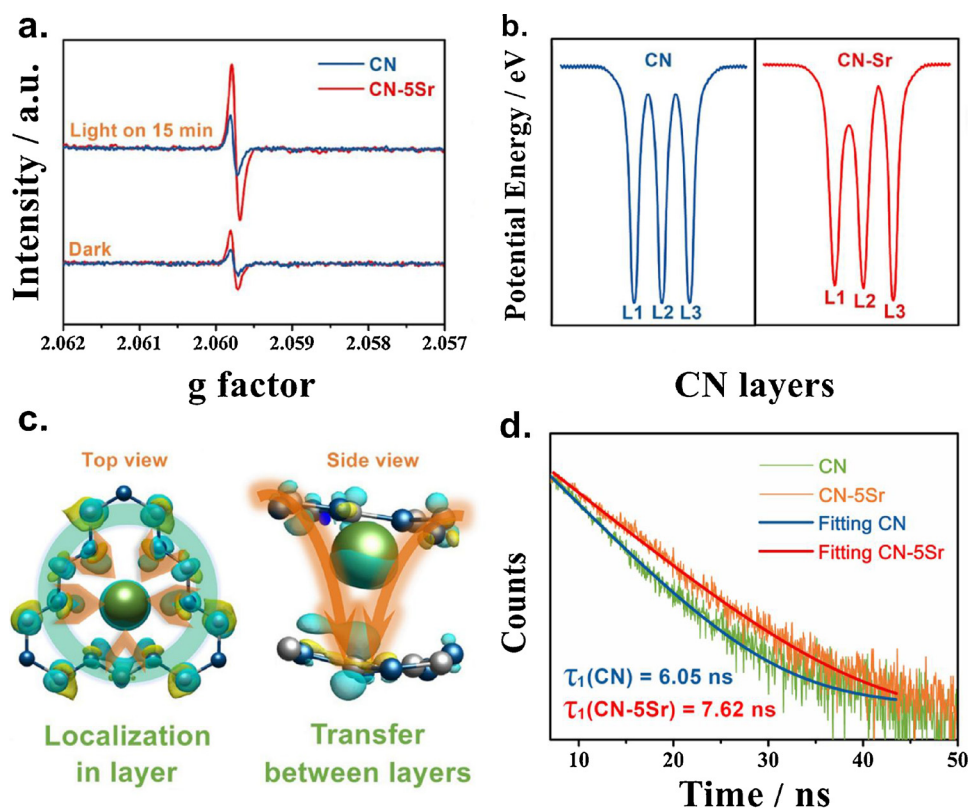 a.
CN
CN-5Sr
Light on 15 min
Dark
Intensity / a.u.
2.062 2.061 2.060 2.059 2.058 2.057
g factor
b.
CN
CN-Sr
Potential Energy / eV
L1 L2 L3
L1 L2 L3
CN layers
c.
Top view
Side view
Localization
in layer
Transfer
between layers
d.
CN
CN-5Sr
Fitting CN
Fitting CN-5Sr
Counts
τ₁(CN) = 6.05 ns
τ₁(CN-5Sr) = 7.62 ns
10 20 30 40 50
Time / ns